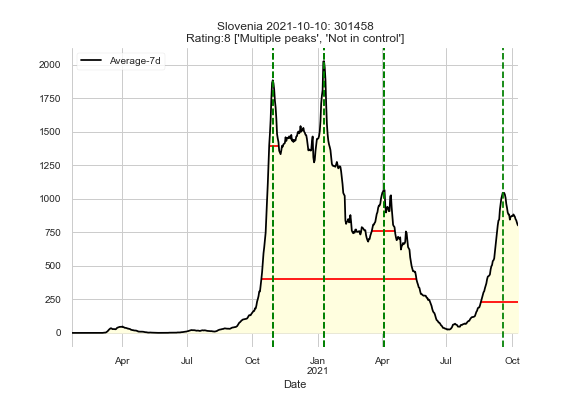 Slovenia 2021-10-10: 301458
Rating:8 ['Multiple peaks', 'Not in control']
Average-7d
2000
1750
1500
1250
1000
750
500
250
0
Apr
Jul
Oct
Jan
2021
Apr
Jul
Oct
Date